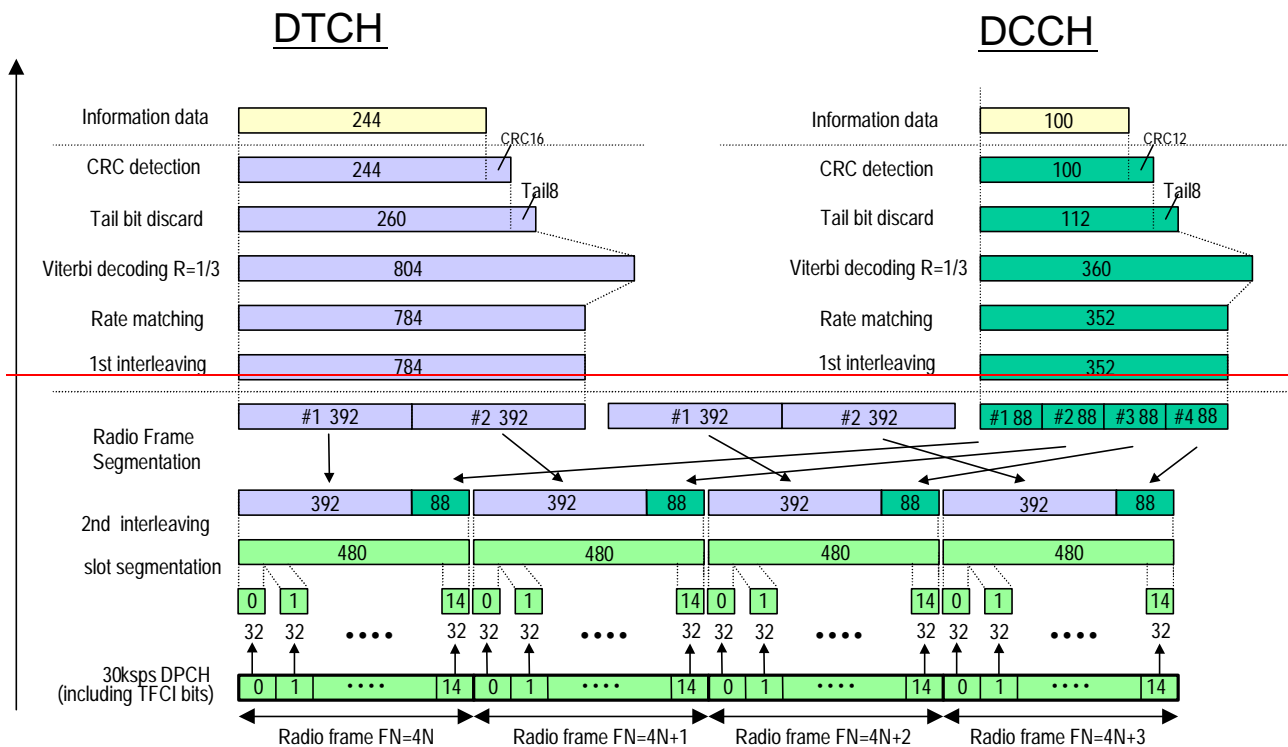 DTCH DCCH
Information data 244 Information data 100
CRC16 CRC12
CRC detection 244 CRC detection 100
Tail8 Tail8
Tail bit discard 260 Tail bit discard 112
Viterbi decoding R=1/3 804 Viterbi decoding R=1/3 360
Rate matching 784 Rate matching 352
1st interleaving 784 1st interleaving 352
#1 392 #2 392 #1 392 #2 392 #1 88 #2 88 #3 88 #4 88
Radio Frame
Segmentation
392 88 392 88 392 88 392 88
2nd interleaving
480 480 480 480
slot segmentation
0 1 14 0 1 14 0 1 14 0 1 14
32 32 •••• 32 32 32 •••• 32 32 32 •••• 32 32 32 •••• 32
30ksps DPCH
(including TFCI bits)
0 1 •••• 14 0 1 •••• 14 0 1 •••• 14 0 1 •••• 14
Radio frame FN=4N Radio frame FN=4N+1 Radio frame FN=4N+2 Radio frame FN=4N+3